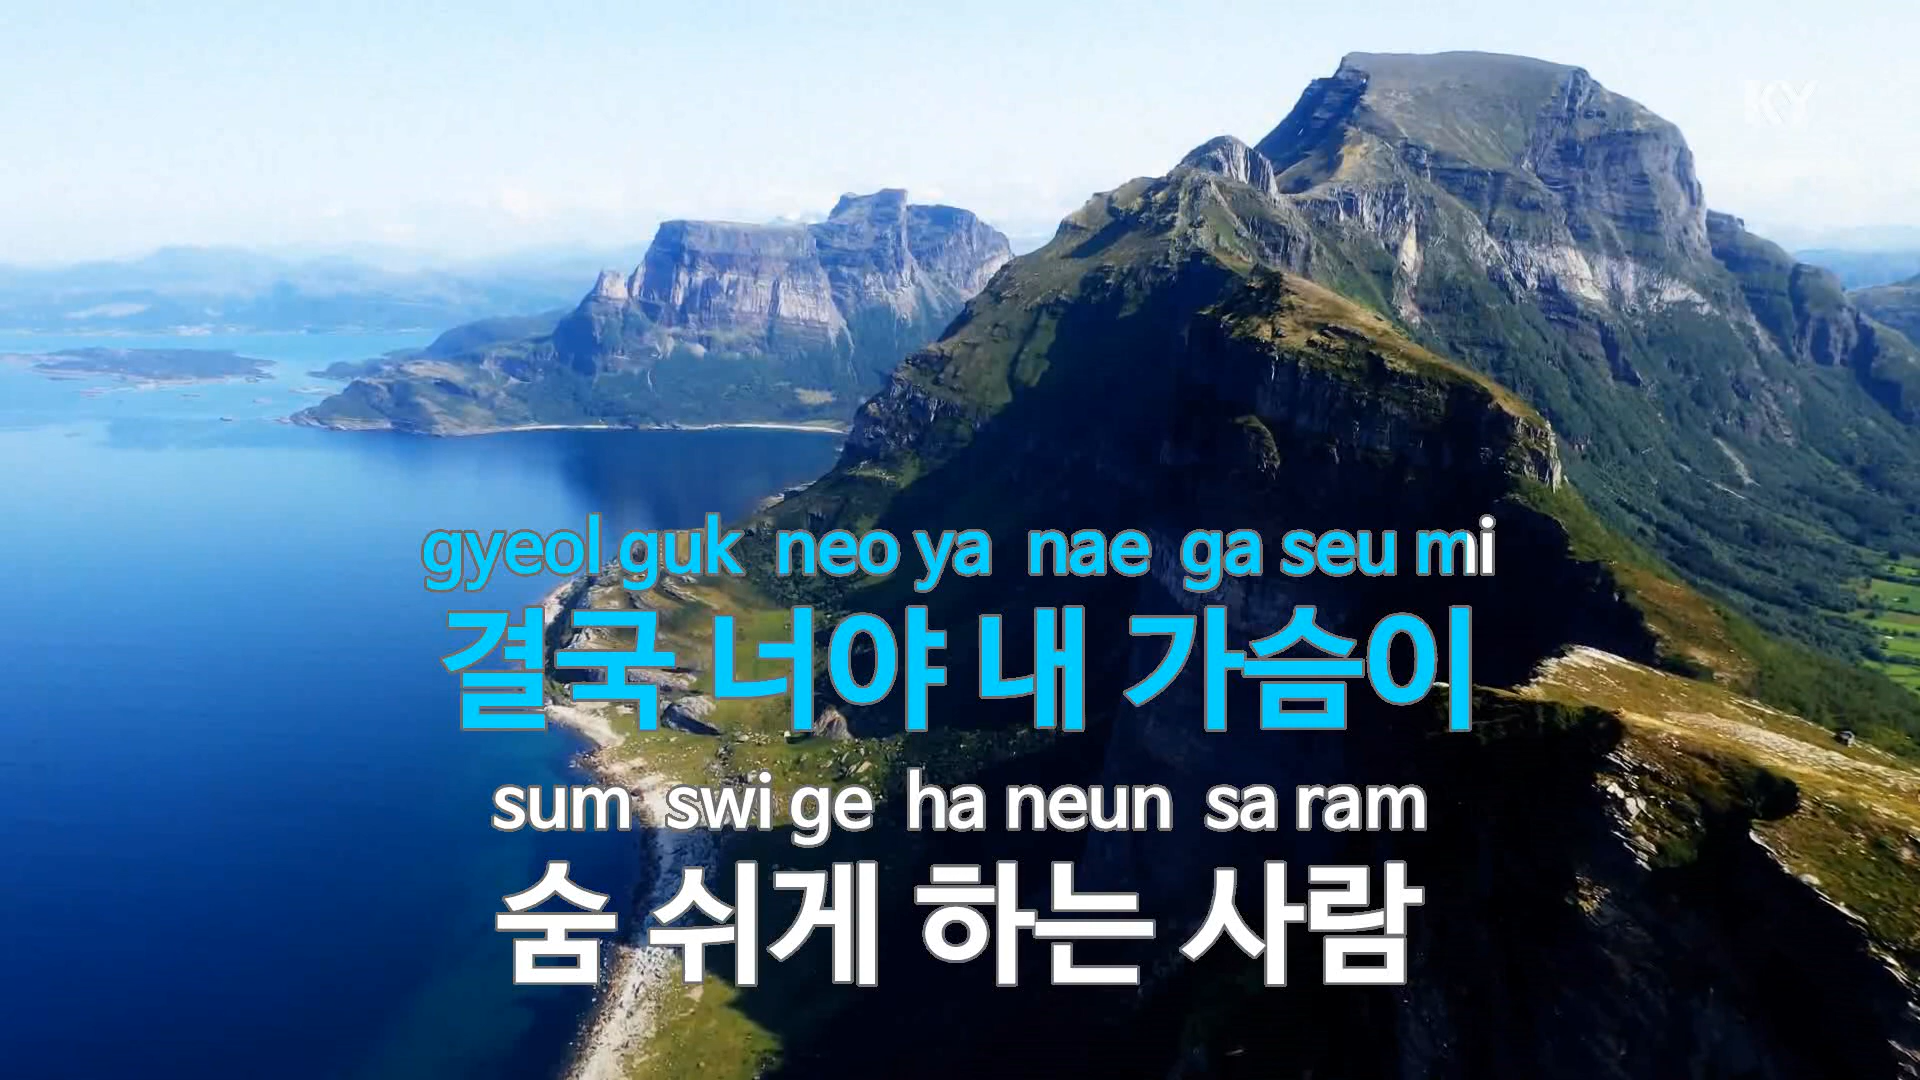 KY
gyeol guk neo ya nae ga seu mi
결국 너야 내 가슴이
sum swi ge ha neun sa ram
숨 쉬게 하는 사람